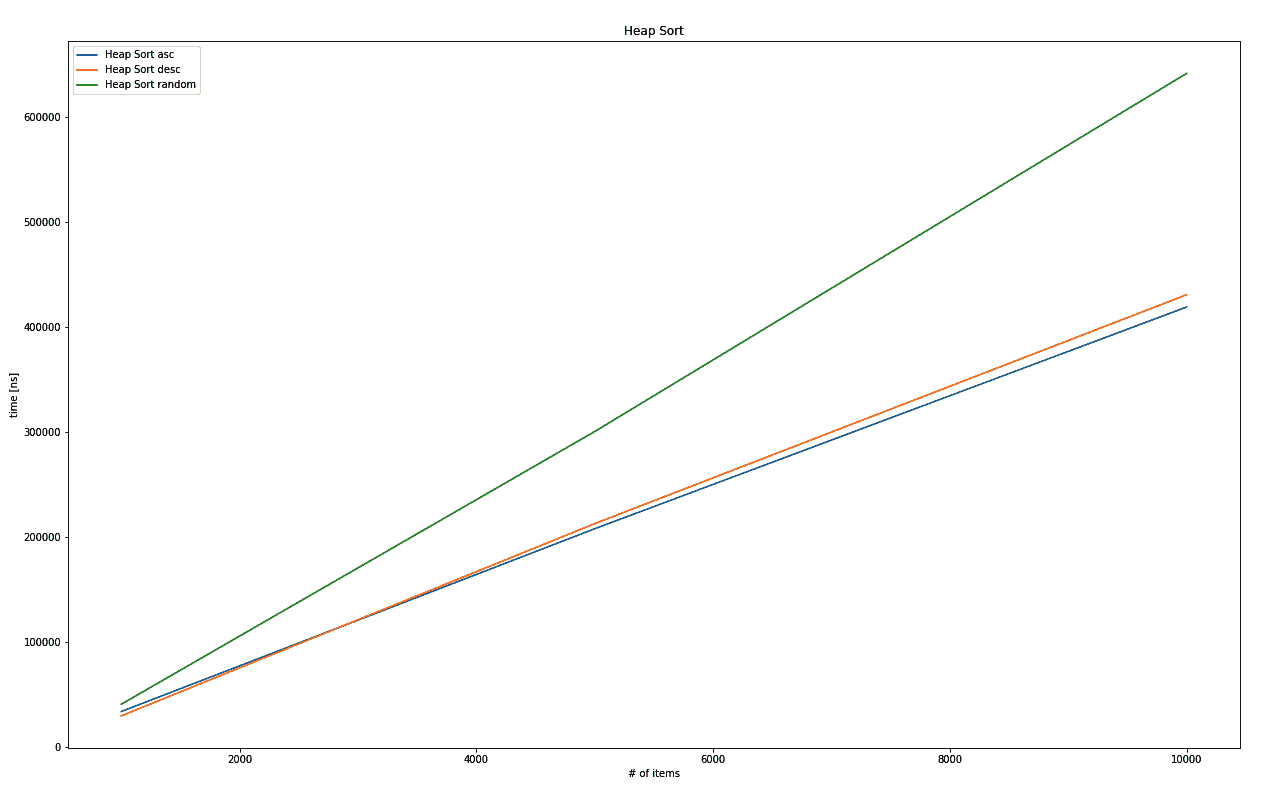 Heap Sort
Heap Sort asc
Heap Sort desc
Heap Sort random
600000
500000
400000
300000
200000
100000
0
time [ns]
2000 4000 6000 8000 10000
# of items